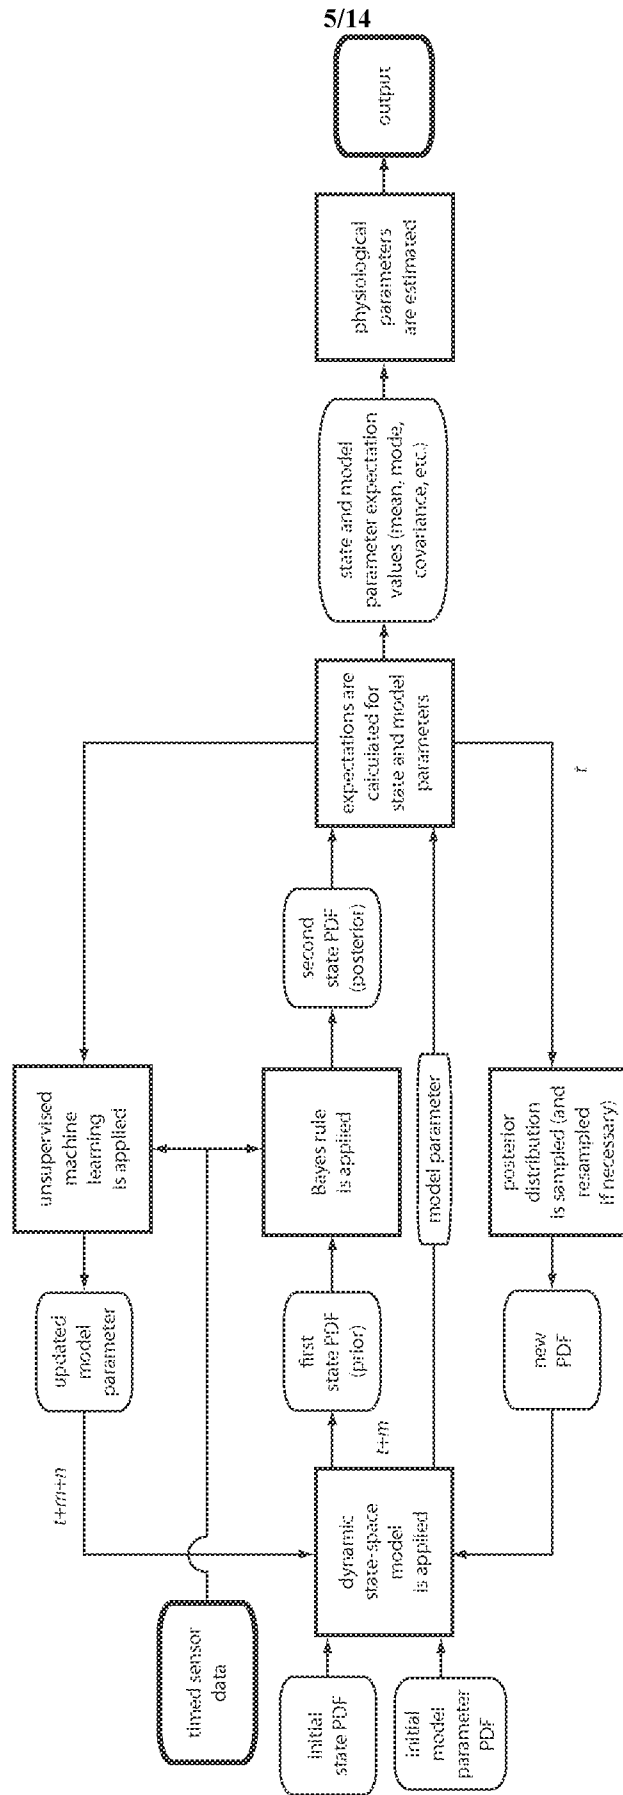 5/14
timed sensor
data
initial
state PDF
initial
model
parameter
PDF
dynamic
state-space
model
is applied
t+m+n
updated
model
parameter
unsupervised
machine
learning
is applied
t+m
first
state PDF
(prior)
Bayes rule
is applied
second
state PDF
(posterior)
model parameter
new
PDF
posterior
distribution
is sampled (and
resampled
if necessary)
t
expectations are
calculated for
state and model
parameters
state and model
parameter expectation
values (mean, mode,
covariance, etc.)
physiological
parameters
are estimated
output